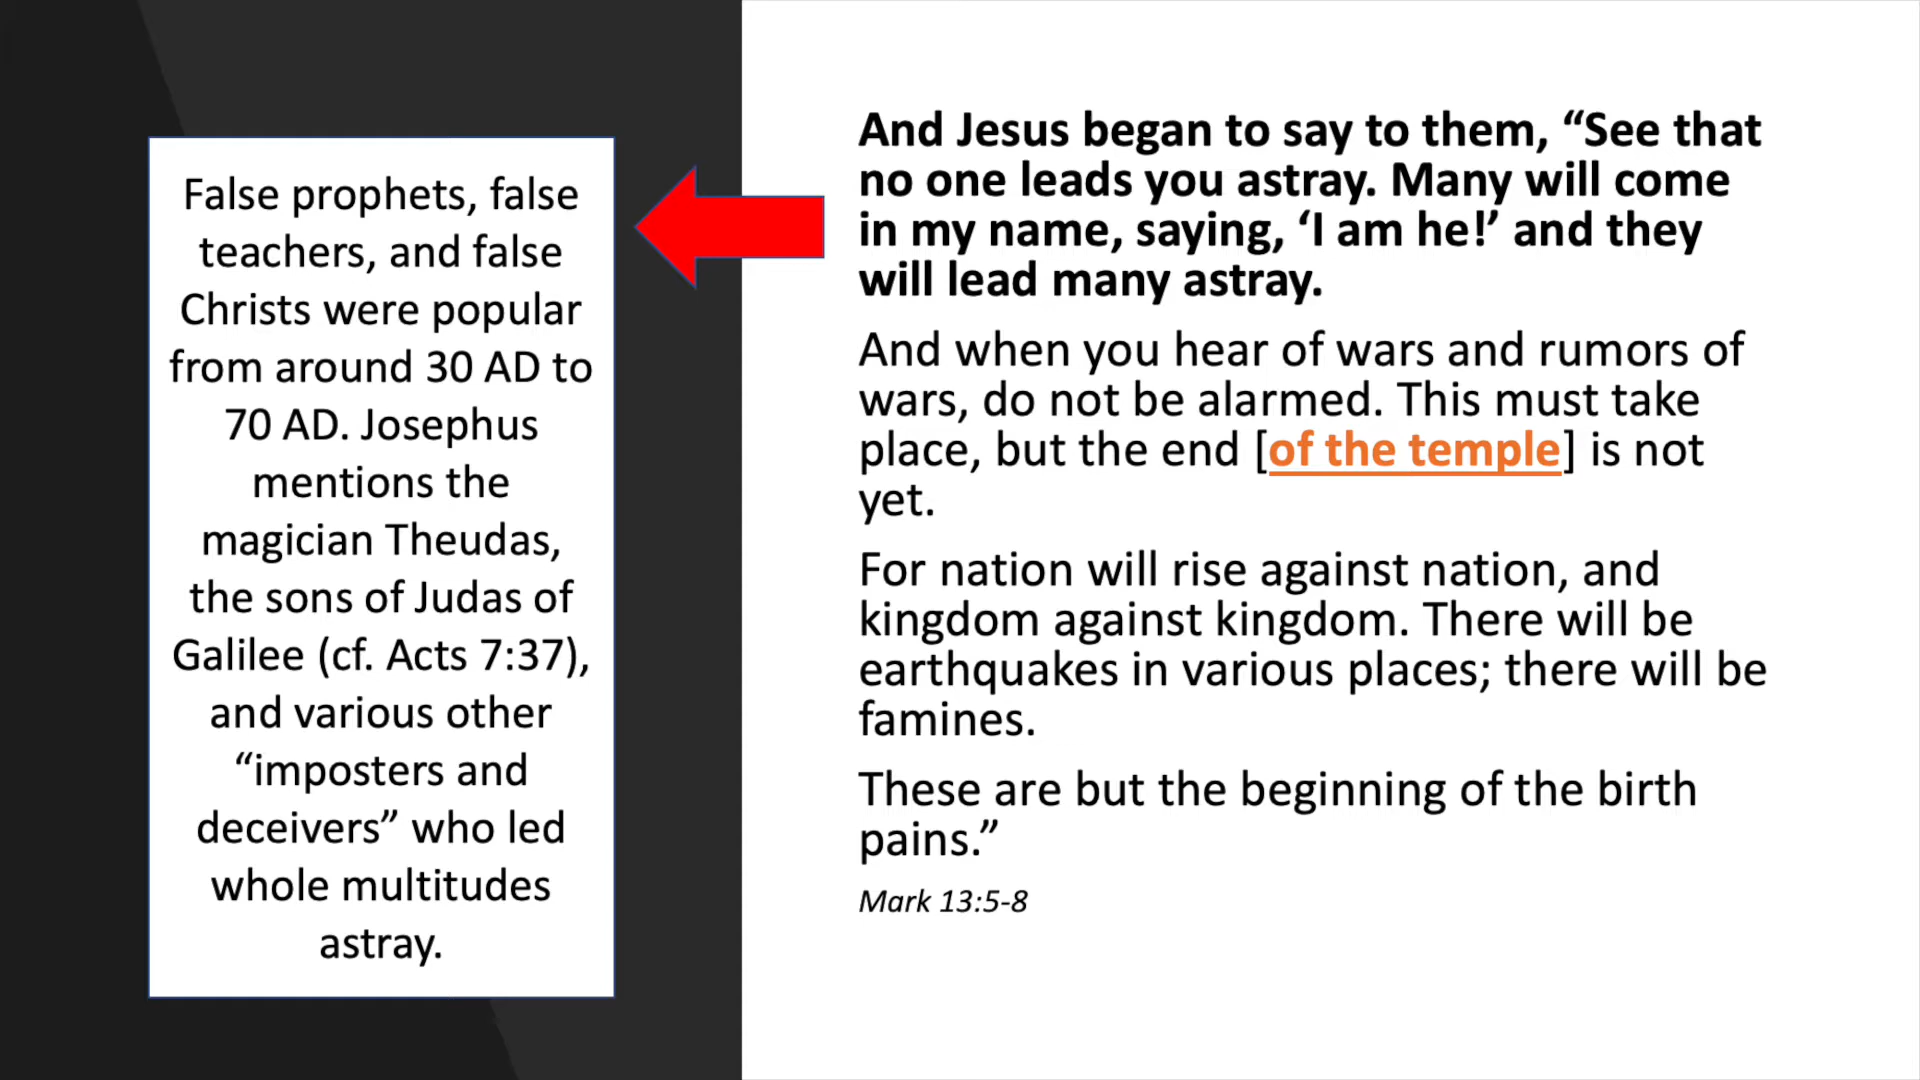 False prophets, false
teachers, and false
Christs were popular
from around 30 AD to
70 AD. Josephus
mentions the
magician Theudas,
the sons of Judas of
Galilee (cf. Acts 7:37),
and various other
“imposters and
deceivers” who led
whole multitudes
astray.
And Jesus began to say to them, “See that
no one leads you astray. Many will come
in my name, saying, ‘I am he!’ and they
will lead many astray.
And when you hear of wars and rumors of
wars, do not be alarmed. This must take
place, but the end [of the temple] is not
yet.
For nation will rise against nation, and
kingdom against kingdom. There will be
earthquakes in various places; there will be
famines.
These are but the beginning of the birth
pains.”
Mark 13:5-8